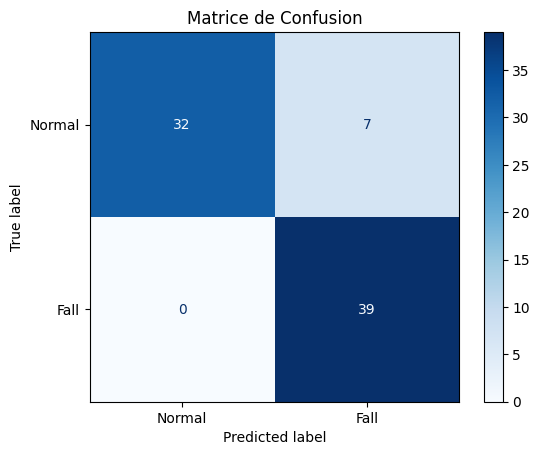 Matrice de Confusion
Normal
32
7
Fall
0
39
True label
Normal
Fall
Predicted label
35
30
25
20
15
10
5
0